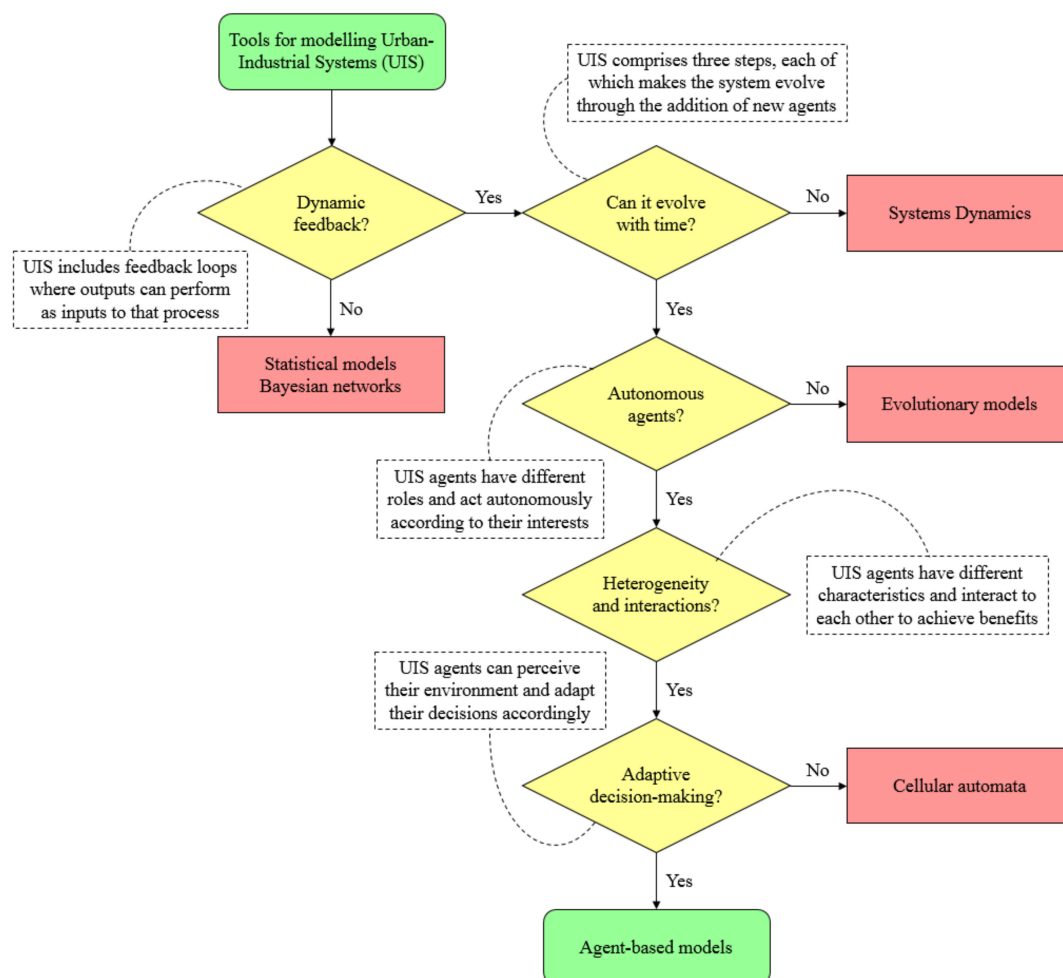 Tools for modelling Urban-
Industrial Systems (UIS)
UIS comprises three steps, each of
which makes the system evolve
through the addition of new agents
Dynamic
feedback?
Yes
Can it evolve
with time?
No
Systems Dynamics
UIS includes feedback loops
where outputs can perform
as inputs to that process
No
Yes
Statistical models
Bayesian networks
Autonomous
agents?
No
Evolutionary models
UIS agents have different
roles and act autonomously
according to their interests
Yes
Heterogeneity
and interactions?
UIS agents have different
characteristics and interact to
each other to achieve benefits
UIS agents can perceive
their environment and adapt
their decisions accordingly
Yes
Adaptive
decision-making?
No
Cellular automata
Yes
Agent-based models